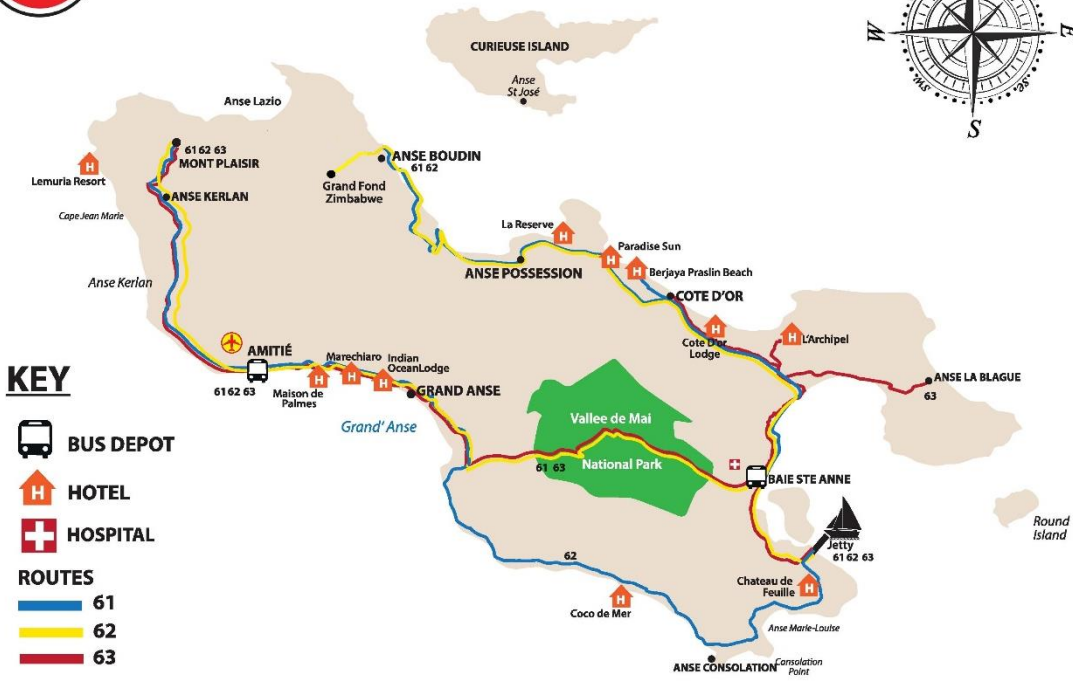 CURIEUSE ISLAND
Anse
St José
W
E
SW
SE
S
Anse Lazio
61 62 63
MONT PLAISIR
ANSE BOUDIN
61 62
Lemuria Resort
H
Grand Fond
Zimbabwe
ANSE KERLAN
Cape Jean Marie
La Reserve
H
Paradise Sun
H
H
Berjaya Praslin Beach
ANSE POSSESSION
Anse Kerlan
COTE D'OR
H
Cote D'or
Lodge
H
L'Archipel
AMITIÉ
61 62 63
Marechiaro
Indian
OceanLodge
H
H
H
Maison de
Palmes
GRAND ANSE
Grand' Anse
ANSE LA BLAGUE
63
Vallee de Mai
National Park
61 63
BAIE STE ANNE
Round
Island
Jetty
61 62 63
62
Chateau de
Feuille
H
H
Coco de Mer
Anse Marie-Louise
ANSE CONSOLATION
Cansolation
Point
KEY
BUS DEPOT
H
HOTEL
HOSPITAL
ROUTES
61
62
63